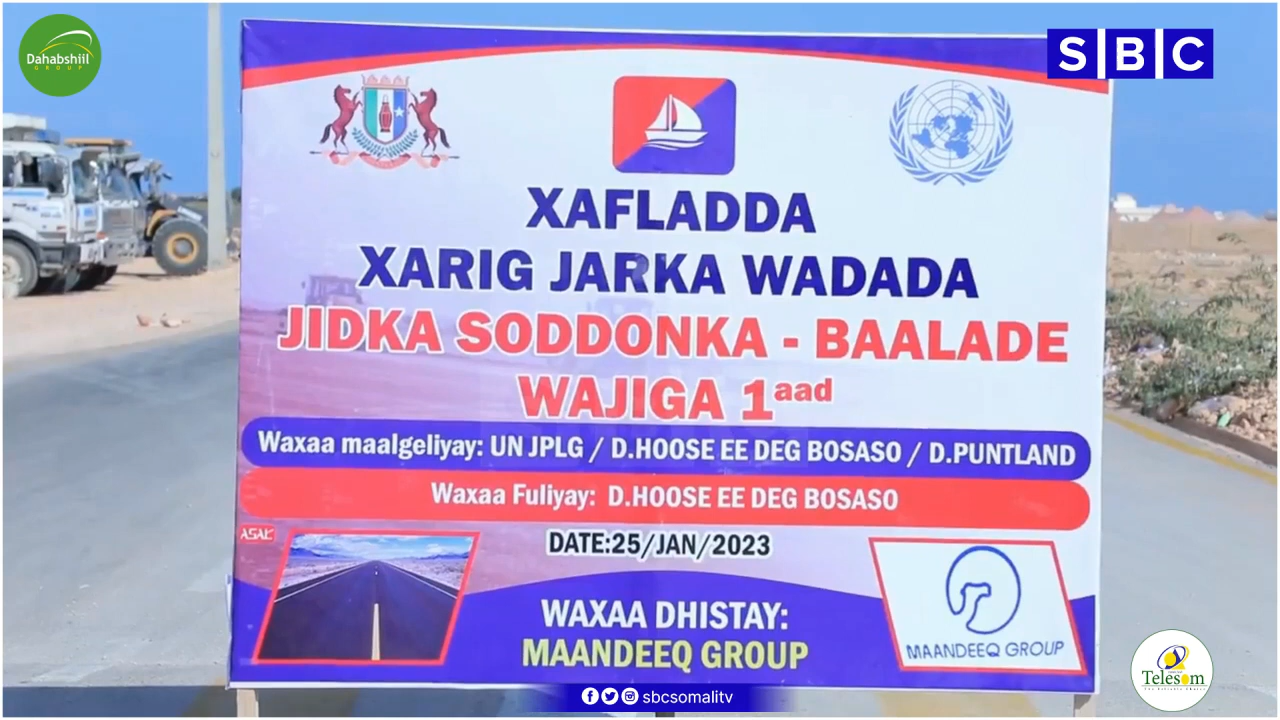 Dahabshiil
GROUP
S|B|C
XAFLADDA
XARIG JARKA WADADA
JIDKA SODDONKA - BAALADE
WAJIGA 1aad
Waxaa maalgeliyay: UN JPLG / D.HOOSE EE DEG BOSASO / D.PUNTLAND
Waxaa Fuliyay: D.HOOSE EE DEG BOSASO
ASAL
DATE:25/JAN/2023
WAXAA DHISTAY:
MAANDEEQ GROUP
MAANDEEQ GROUP
Telesom
sbcsomalitv